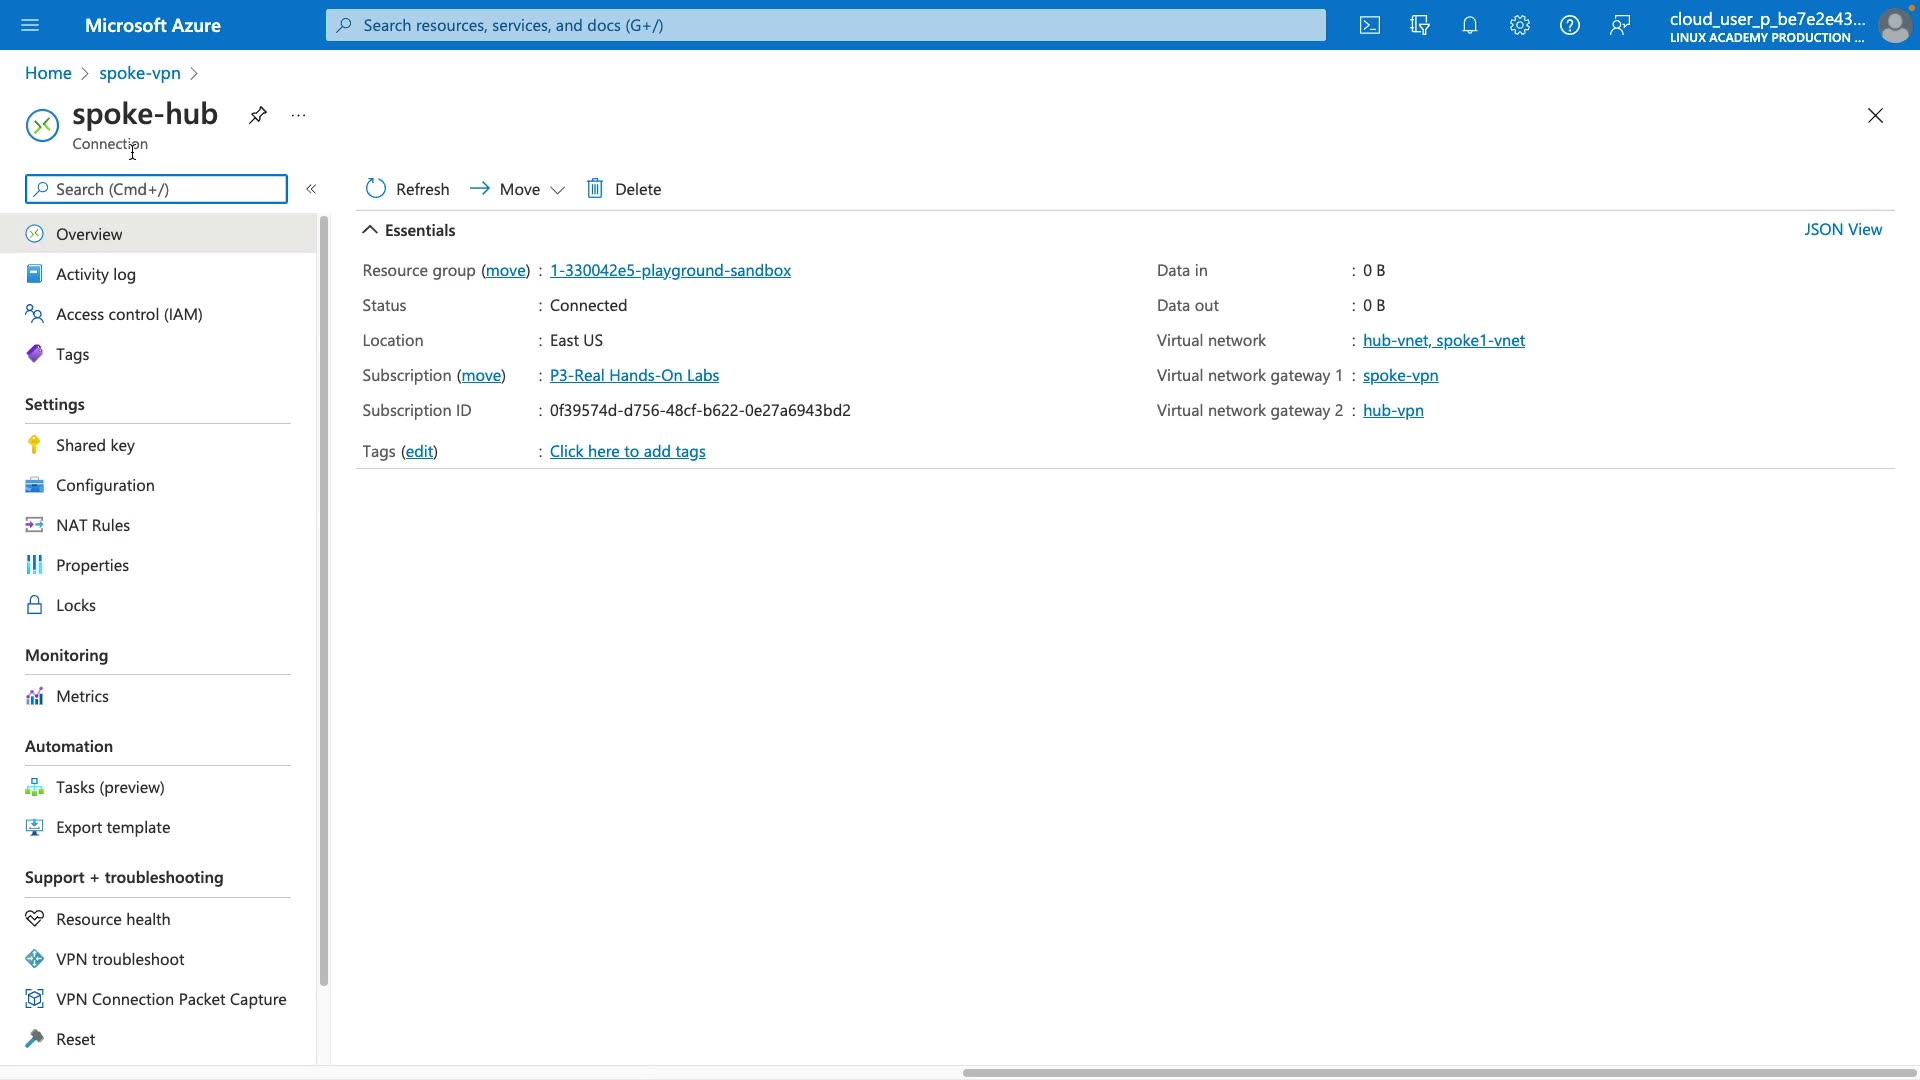 Microsoft Azure
Search resources, services, and docs (G+/)
cloud_user_p_be7e2e43...
LINUX ACADEMY PRODUCTION ...
Home > spoke-vpn >
spoke-hub
...
Connection
Search (Cmd+/)
«
Refresh
Move
Delete
Overview
Activity log
Access control (IAM)
Tags
Settings
Shared key
Configuration
NAT Rules
Properties
Locks
Monitoring
Metrics
Automation
Tasks (preview)
Export template
Support + troubleshooting
Resource health
VPN troubleshoot
VPN Connection Packet Capture
Reset
Essentials
JSON View
Resource group (move) : 1-330042e5-playground-sandbox
Status : Connected
Location : East US
Subscription (move) : P3-Real Hands-On Labs
Subscription ID : 0f39574d-d756-48cf-b622-0e27a6943bd2
Tags (edit) : Click here to add tags
Data in : 0 B
Data out : 0 B
Virtual network : hub-vnet, spoke1-vnet
Virtual network gateway 1 : spoke-vpn
Virtual network gateway 2 : hub-vpn